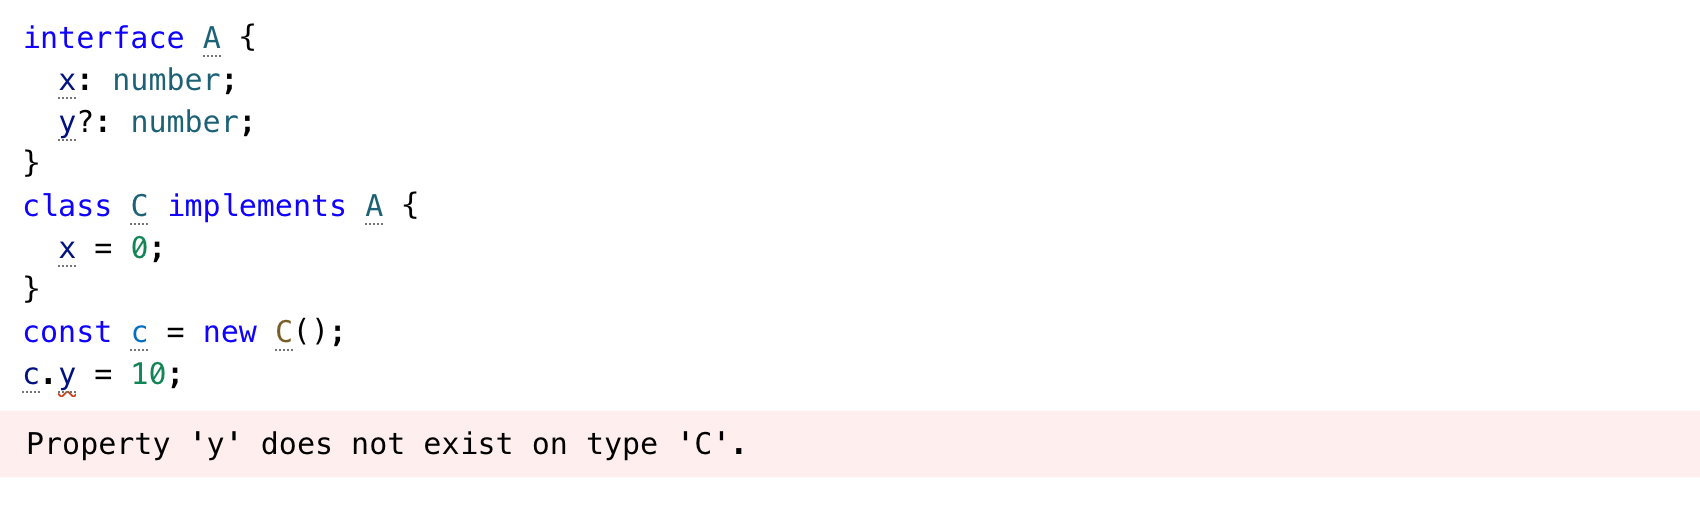 interface A {
  x: number;
  y?: number;
}
class C implements A {
  x = 0;
}
const c = new C();
c.y = 10;
Property 'y' does not exist on type 'C'.